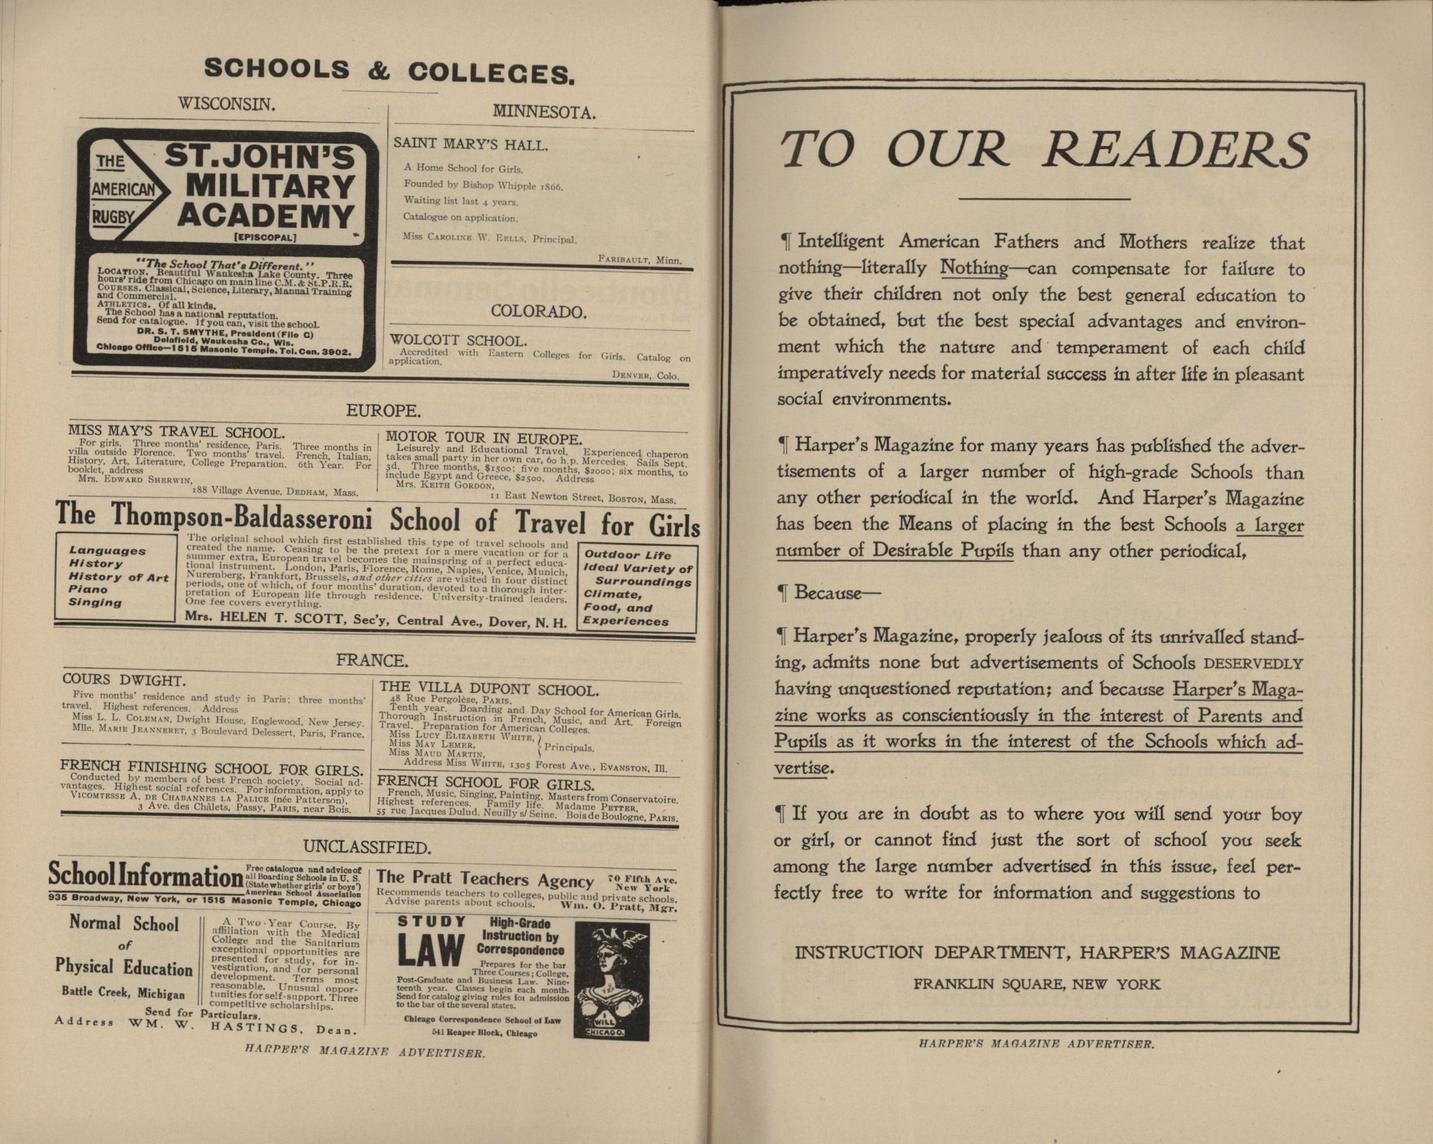 SCHOOLS & COLLEGES.
WISCONSIN.
THE
AMERICAN
RUGBY
ST. JOHN'S
MILITARY
ACADEMY
[EPISCOPAL]
"The School That's Different."
LOCATION. Beautiful Waukesha Lake County. Three
hours' ride from Chicago on main line C.M. & St.P.R.R.
COURSES. Classical, Science, Literary, Manual Training
and Commercial.
ATHLETICS. Of all kinds.
The School has a national reputation.
Send for catalogue. If you can, visit the school.
DR. S. T. SMYTHE, President (File C)
Delafield, Waukesha Co., Wis.
Chicago Office—1515 Masonic Temple. Tel. Cen. 3902.
MINNESOTA.
SAINT MARY'S HALL.
A Home School for Girls.
Founded by Bishop Whipple 1866.
Waiting list last 4 years.
Catalogue on application.
Miss CAROLINE W. EELLS, Principal.
FARIBAULT, Minn.
COLORADO.
WOLCOTT SCHOOL.
Accredited with Eastern Colleges for Girls. Catalog on
application.
DENVER, Colo.
EUROPE.
MISS MAY'S TRAVEL SCHOOL.
For girls. Three months' residence, Paris. Three months in
villa outside Florence. Two months' travel. French, Italian,
History, Art, Literature, College Preparation. 6th Year. For
booklet, address
Mrs. EDWARD SHERWIN,
188 Village Avenue, DEDHAM, Mass.
MOTOR TOUR IN EUROPE.
Leisurely and Educational Travel. Experienced chaperon
takes small party in her own car, 60 h.p. Mercedes. Sails Sept.
3d. Three months, $1500; five months, $2000; six months, to
include Egypt and Greece, $2500. Address
Mrs. KEITH GORDON,
11 East Newton Street, BOSTON, Mass.
The Thompson-Baldasseroni School of Travel for Girls
Languages
History
History of Art
Piano
Singing
The original school which first established this type of travel schools and
created the name. Ceasing to be the pretext for a mere vacation or for a
summer extra, European travel becomes the mainspring of a perfect educa-
tional instrument. London, Paris, Florence, Rome, Naples, Venice, Munich,
Nuremberg, Frankfort, Brussels, and other cities are visited in four distinct
periods, one of which, of four months' duration, devoted to a thorough inter-
pretation of European life through residence. University-trained leaders.
One fee covers everything.
Mrs. HELEN T. SCOTT, Sec'y, Central Ave., Dover, N. H.
Outdoor Life
Ideal Variety of
Surroundings
Climate,
Food, and
Experiences
FRANCE.
COURS DWIGHT.
Five months' residence and study in Paris; three months'
travel. Highest references. Address
Miss L. L. COLEMAN, Dwight House, Englewood, New Jersey.
Mlle. MARIE JEANNERET, 3 Boulevard Delessert, Paris, France.
FRENCH FINISHING SCHOOL FOR GIRLS.
Conducted by members of best French society. Social ad-
vantages. Highest social references. For information, apply to
VICOMTESSE A. DE CHABANNES LA PALICE (née Patterson),
3 Ave. des Châlets, Passy, PARIS, near Bois.
THE VILLA DUPONT SCHOOL.
48 Rue Pergolèse, PARIS.
Tenth year. Boarding and Day School for American Girls.
Thorough Instruction in French, Music, and Art. Foreign
Travel. Preparation for American Colleges.
Miss LUCY ELIZABETH WHITE,
Miss MAY LEMER,
Miss MAUD MARTIN,
Principals.
Address Miss WHITE, 1305 Forest Ave., EVANSTON, Ill.
FRENCH SCHOOL FOR GIRLS.
French, Music, Singing, Painting. Masters from Conservatoire.
Highest references. Family life. Madame PETTER,
55 rue Jacques Dulud, Neuilly s/ Seine. Bois de Boulogne, PARIS.
UNCLASSIFIED.
School Information
Free catalogue and advice of
all Boarding Schools in U. S.
(State whether girls' or boys')
American School Association
935 Broadway, New York, or 1515 Masonic Temple, Chicago
The Pratt Teachers Agency
70 Fifth Ave.
New York
Recommends teachers to colleges, public and private schools.
Advise parents about schools. Wm. O. Pratt, Mgr.
Normal School
of
Physical Education
Battle Creek, Michigan
A Two-Year Course. By
affiliation with the Medical
College and the Sanitarium
exceptional opportunities are
presented for study, for in-
vestigation, and for personal
development. Terms most
reasonable. Unusual oppor-
tunities for self-support. Three
competitive scholarships.
Send for Particulars.
Address WM. W. HASTINGS, Dean.
STUDY
LAW
High-Grade
Instruction by
Correspondence
Prepares for the bar
Three Courses; College,
Post-Graduate and Business Law. Nine-
teenth year. Classes begin each month.
Send for catalog giving rules for admission
to the bar of the several states.
Chicago Correspondence School of Law
541 Reaper Block, Chicago
I
WILL
CHICAGO.
HARPER'S MAGAZINE ADVERTISER.
TO OUR READERS
¶ Intelligent American Fathers and Mothers realize that
nothing—literally Nothing—can compensate for failure to
give their children not only the best general education to
be obtained, but the best special advantages and environ-
ment which the nature and temperament of each child
imperatively needs for material success in after life in pleasant
social environments.
¶ Harper's Magazine for many years has published the adver-
tisements of a larger number of high-grade Schools than
any other periodical in the world. And Harper's Magazine
has been the Means of placing in the best Schools a larger
number of Desirable Pupils than any other periodical,
¶ Because—
¶ Harper's Magazine, properly jealous of its unrivalled stand-
ing, admits none but advertisements of Schools DESERVEDLY
having unquestioned reputation; and because Harper's Maga-
zine works as conscientiously in the interest of Parents and
Pupils as it works in the interest of the Schools which ad-
vertise.
¶ If you are in doubt as to where you will send your boy
or girl, or cannot find just the sort of school you seek
among the large number advertised in this issue, feel per-
fectly free to write for information and suggestions to
INSTRUCTION DEPARTMENT, HARPER'S MAGAZINE
FRANKLIN SQUARE, NEW YORK
HARPER'S MAGAZINE ADVERTISER.